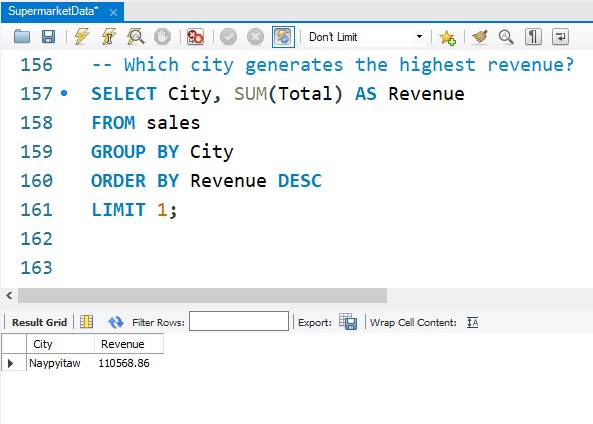 SupermarketData*
Don't Limit
156 -- Which city generates the highest revenue?
157 SELECT City, SUM(Total) AS Revenue
158 FROM sales
159 GROUP BY City
160 ORDER BY Revenue DESC
161 LIMIT 1;
162
163
Result Grid Filter Rows: Export: Wrap Cell Content: IA
City Revenue
Naypyitaw 110568.86